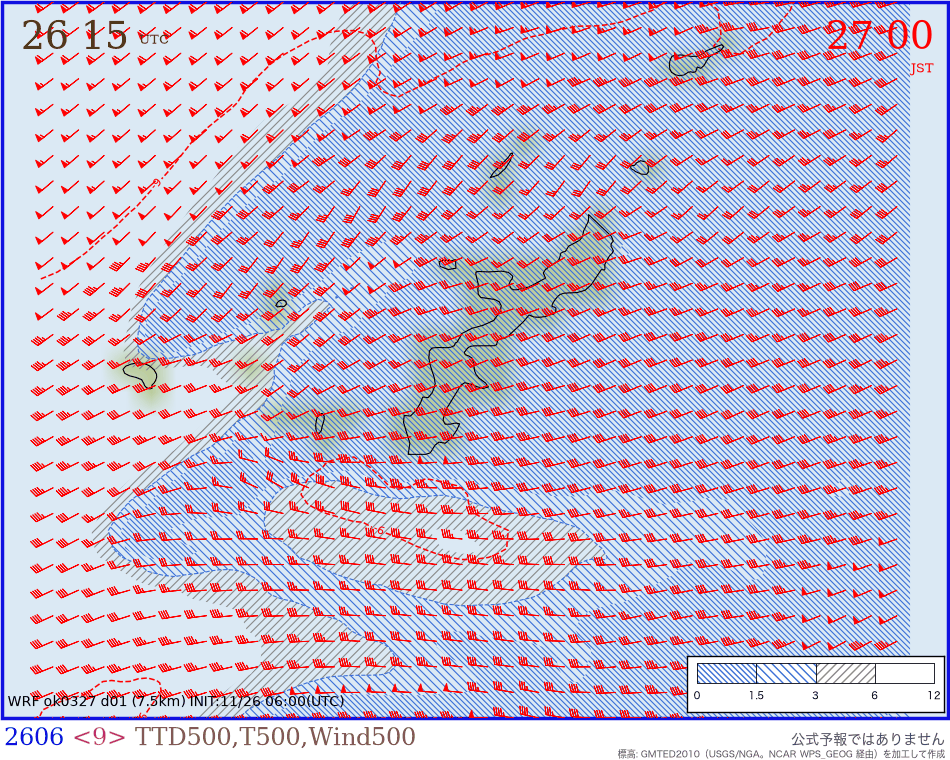 26 15 UTC
27 00
JST
9
6
WRF ok0327 d01 (7.5km) INIT:11/26 06:00(UTC)
0 1.5 3 6 12
2606 <9> TTD500,T500,Wind500
公式予報ではありません
標高: GMTED2010（USGS/NGA。NCAR WPS_GEOG 経由）を加工して作成